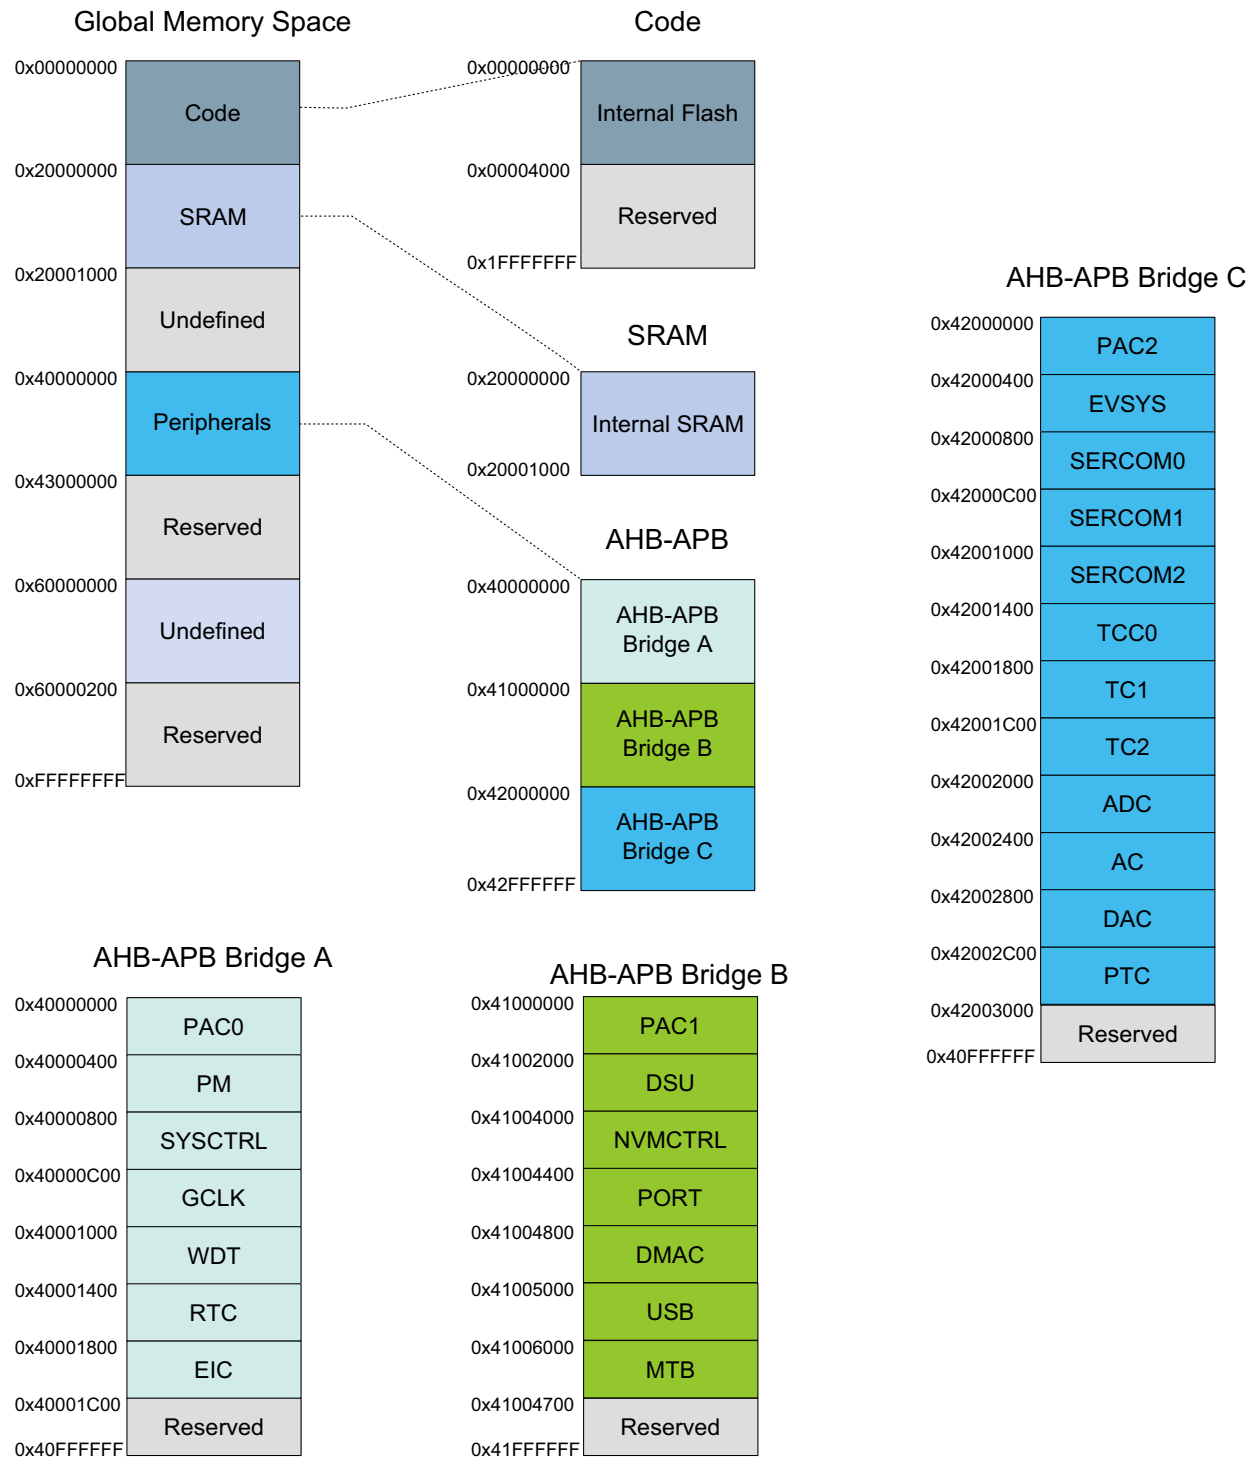 Global Memory Space
0x00000000
Code
0x20000000
SRAM
0x20001000
Undefined
0x40000000
Peripherals
0x43000000
Reserved
0x60000000
Undefined
0x60000200
Reserved
0xFFFFFFFF
Code
0x00000000
Internal Flash
0x00004000
Reserved
0x1FFFFFFF
SRAM
0x20000000
Internal SRAM
0x20001000
AHB-APB
0x40000000
AHB-APB
Bridge A
0x41000000
AHB-APB
Bridge B
0x42000000
AHB-APB
Bridge C
0x42FFFFFF
AHB-APB Bridge C
0x42000000
PAC2
0x42000400
EVSYS
0x42000800
SERCOM0
0x42000C00
SERCOM1
0x42001000
SERCOM2
0x42001400
TCC0
0x42001800
TC1
0x42001C00
TC2
0x42002000
ADC
0x42002400
AC
0x42002800
DAC
0x42002C00
PTC
0x42003000
Reserved
0x40FFFFFF
AHB-APB Bridge A
0x40000000
PAC0
0x40000400
PM
0x40000800
SYSCTRL
0x40000C00
GCLK
0x40001000
WDT
0x40001400
RTC
0x40001800
EIC
0x40001C00
Reserved
0x40FFFFFF
AHB-APB Bridge B
0x41000000
PAC1
0x41002000
DSU
0x41004000
NVMCTRL
0x41004400
PORT
0x41004800
DMAC
0x41005000
USB
0x41006000
MTB
0x41004700
Reserved
0x41FFFFFF